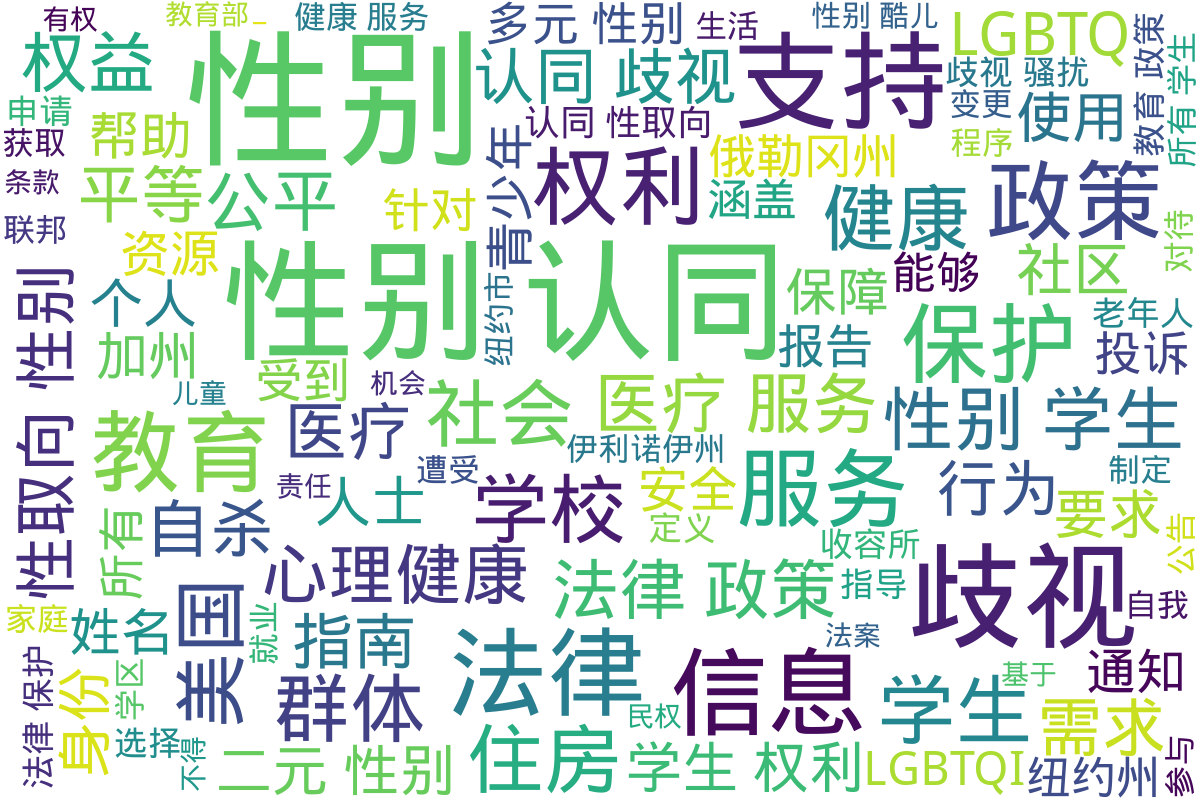 有权
教育部 _
健康 服务
多元 性别
生活
性别 酷儿
LGBTQ
教育 政策
所有 学生
权益
性别
认同 歧视
支持
歧视 骚扰
变更
使用
申请
获取
帮助
认同 性取向
程序
条款
平等
公平
针对
青少年
权利
俄勒冈州
涵盖
健康
政策
联邦
资源
性别认同
能够
社区
对待
性取向 性别
个人
纽约市
保障
保护
老年人
加州
受到
报告
投诉
儿童
机会
教育
医疗
社会
医疗 服务
性别 学生
伊利诺伊州
遭受
责任
人士
学校
安全
服务
行为
制定
要求
所有
自杀
定义
收容所
公告
心理健康
法律 政策
指导
歧视
自我
家庭
姓名
美国
就业
指南
法律
信息
法案
通知
法律 保护
身份
学区
群体
民权
学生
基于
需求
选择
不得
二元 性别
住房
学生 权利
LGBTQI
纽约州
参与